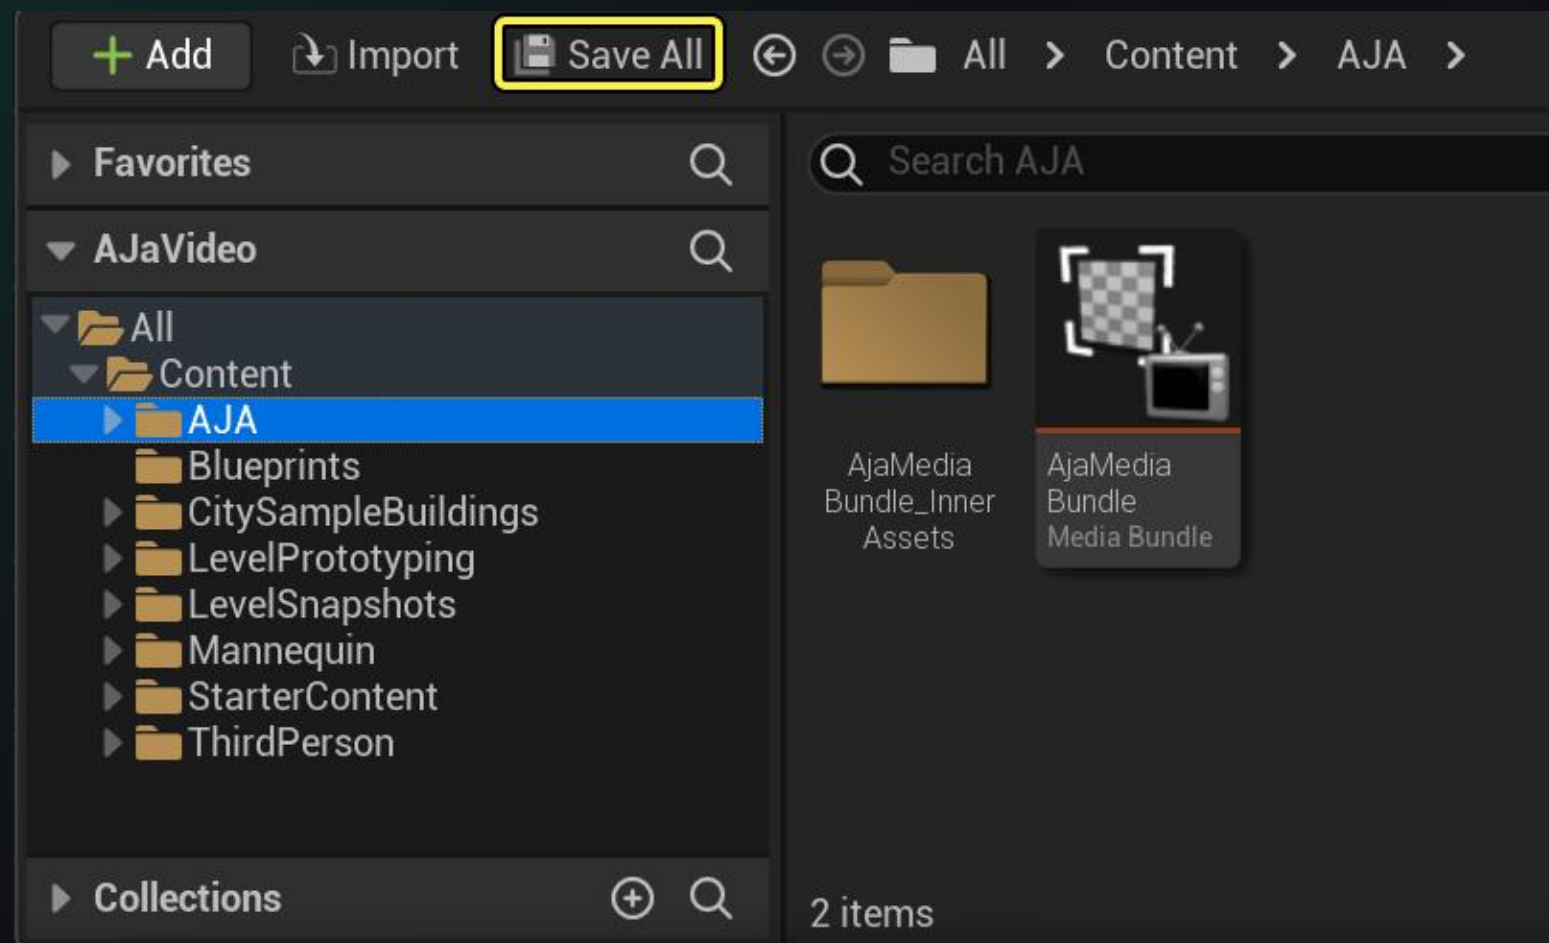 Add Import Save All All > Content > AJA >
Favorites
Search AJA
AJaVideo
All
Content
AJA
Blueprints
CitySampleBuildings
LevelPrototyping
LevelSnapshots
Mannequin
StarterContent
ThirdPerson
AjaMedia
Bundle_Inner
Assets
AjaMedia
Bundle
Media Bundle
Collections
2 items